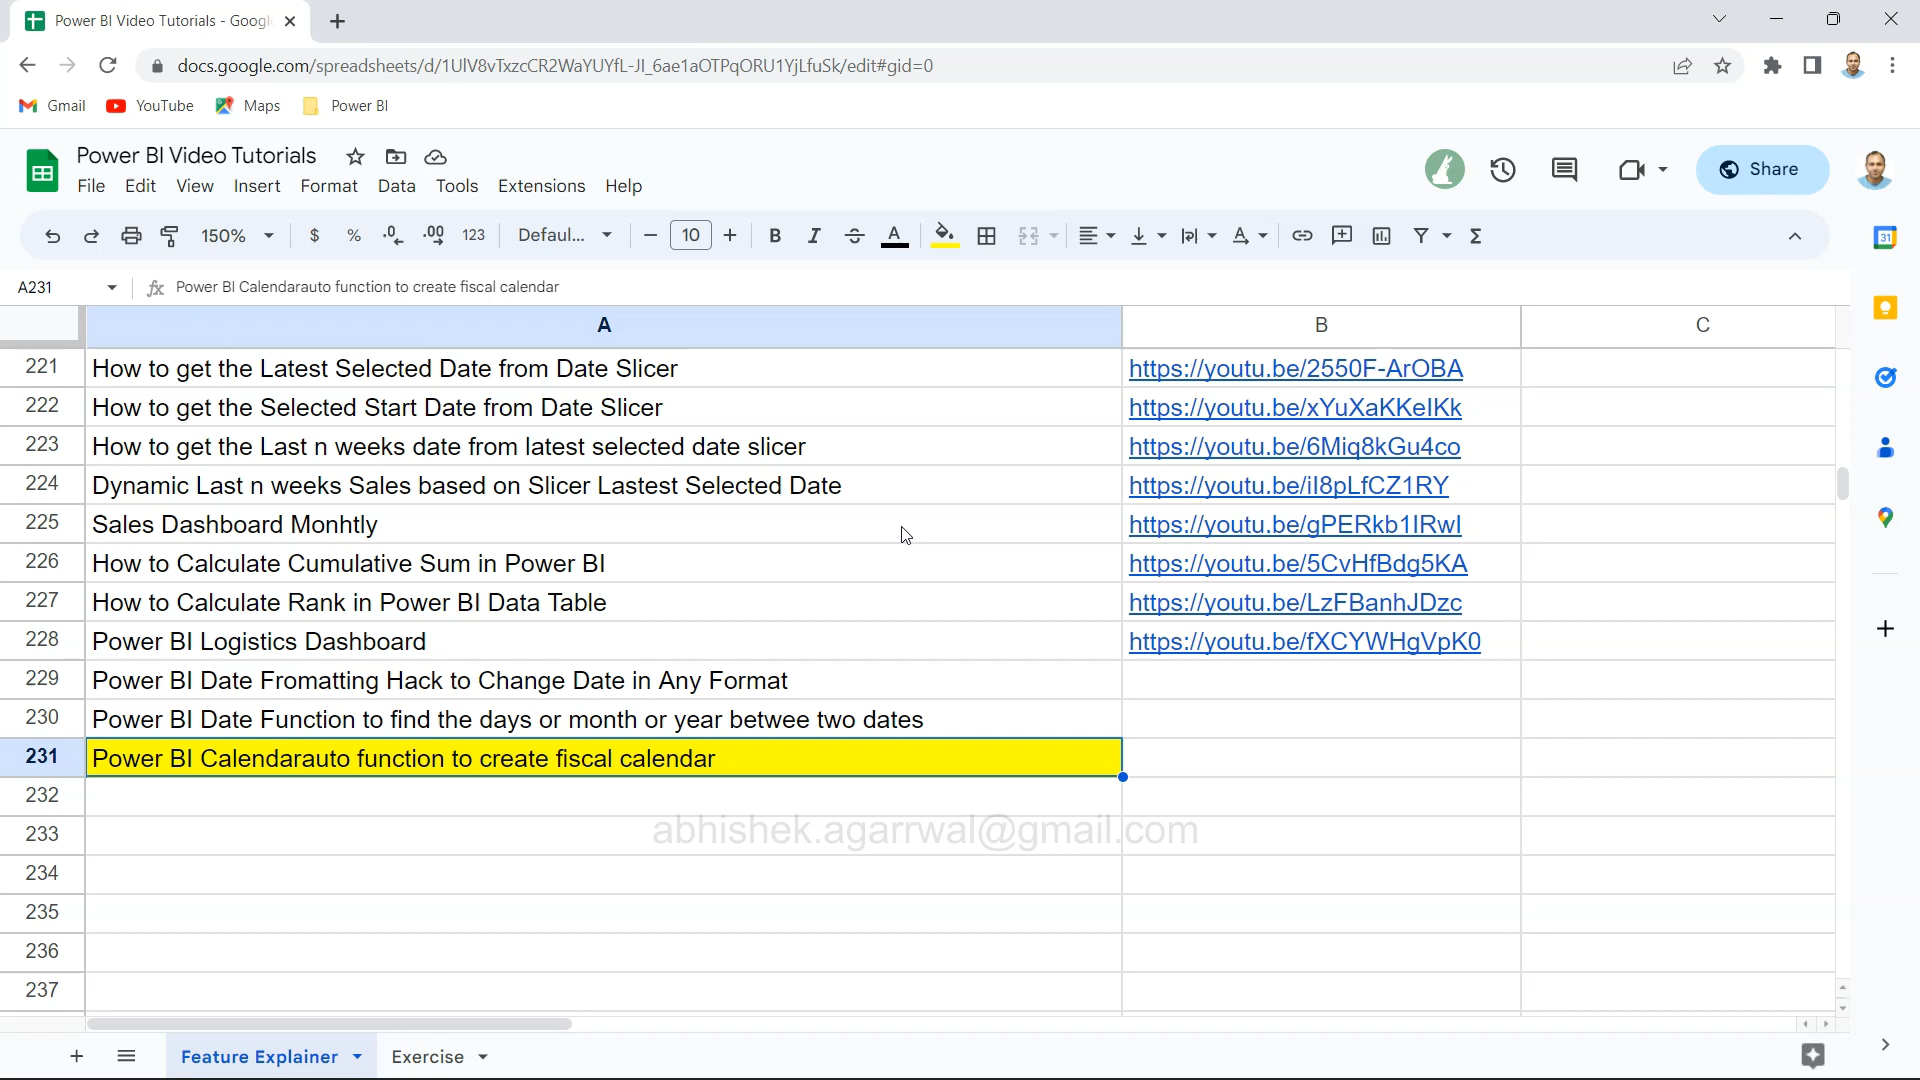 Power BI Video Tutorials - Googl
docs.google.com/spreadsheets/d/1UlV8vTxzcCR2WaYUYfL-JI_6ae1aOTPqORU1YjLfuSk/edit#gid=0
Gmail YouTube Maps Power BI
Power BI Video Tutorials
File Edit View Insert Format Data Tools Extensions Help
Share
150% $ % .0 .00 123 Defaul... 10 B I A Σ
31
A231 fx Power BI Calendarauto function to create fiscal calendar
A B C
221 How to get the Latest Selected Date from Date Slicer https://youtu.be/2550F-ArOBA
222 How to get the Selected Start Date from Date Slicer https://youtu.be/xYuXaKKelKk
223 How to get the Last n weeks date from latest selected date slicer https://youtu.be/6Miq8kGu4co
224 Dynamic Last n weeks Sales based on Slicer Lastest Selected Date https://youtu.be/iI8pLfCZ1RY
225 Sales Dashboard Monhtly https://youtu.be/gPERkb1IRwI
226 How to Calculate Cumulative Sum in Power BI https://youtu.be/5CvHfBdg5KA
227 How to Calculate Rank in Power BI Data Table https://youtu.be/LzFBanhJDzc
228 Power BI Logistics Dashboard https://youtu.be/fXCYWHgVpK0
229 Power BI Date Fromatting Hack to Change Date in Any Format
230 Power BI Date Function to find the days or month or year betwee two dates
231 Power BI Calendarauto function to create fiscal calendar
232
233 abhishek.agarrwal@gmail.com
234
235
236
237
Feature Explainer Exercise